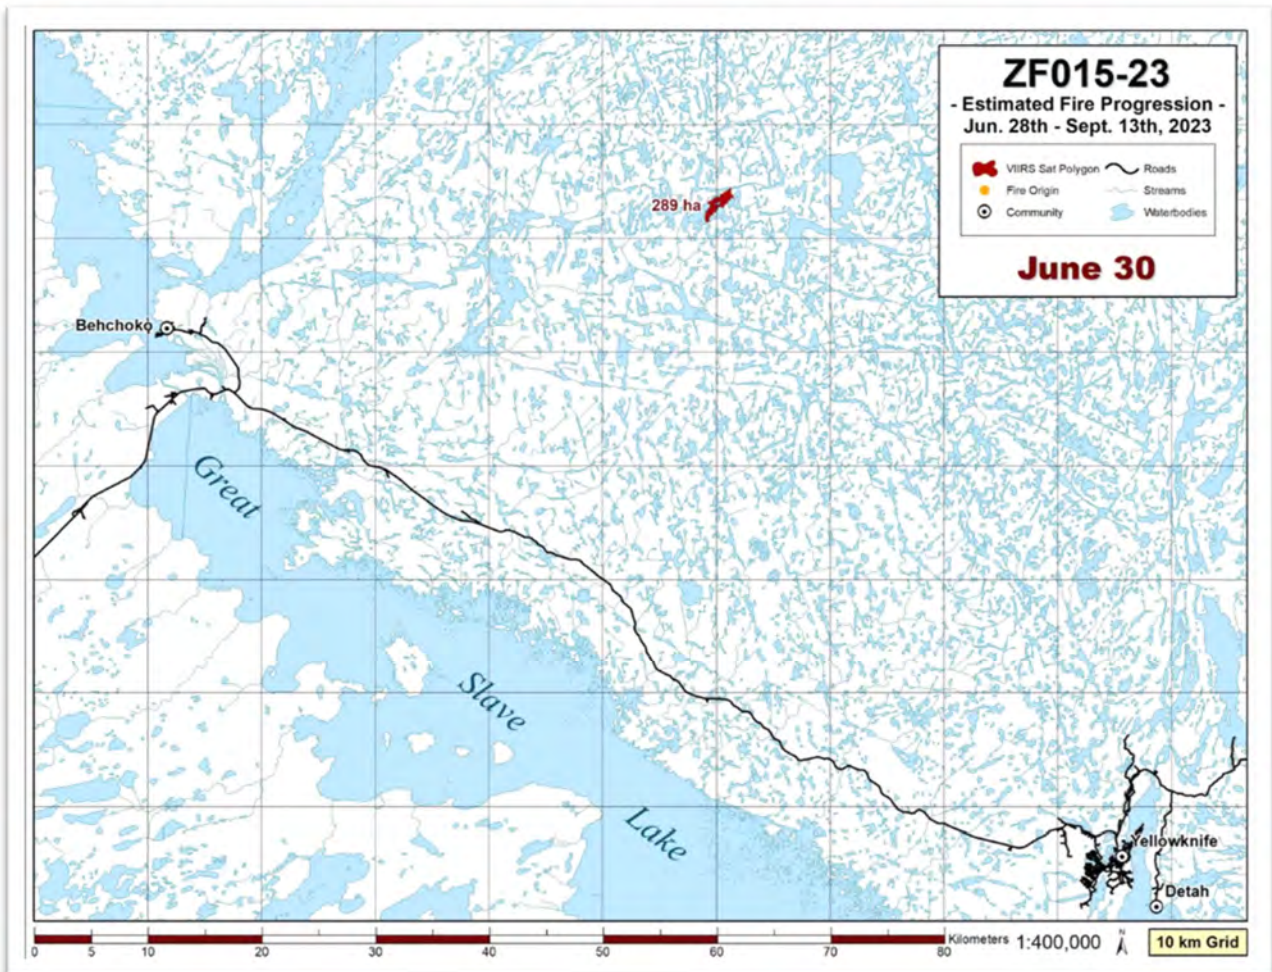 ZF015-23
- Estimated Fire Progression -
Jun. 28th - Sept. 13th, 2023
VIIRS Sat Polygon
Roads
Fire Origin
Streams
Community
Waterbodies
June 30
289 ha
Behchoko
Great
Slave
Lake
Yellowknife
Detah
0 5 10 20 30 40 50 60 70 80 Kilometers 1:400,000 N 10 km Grid